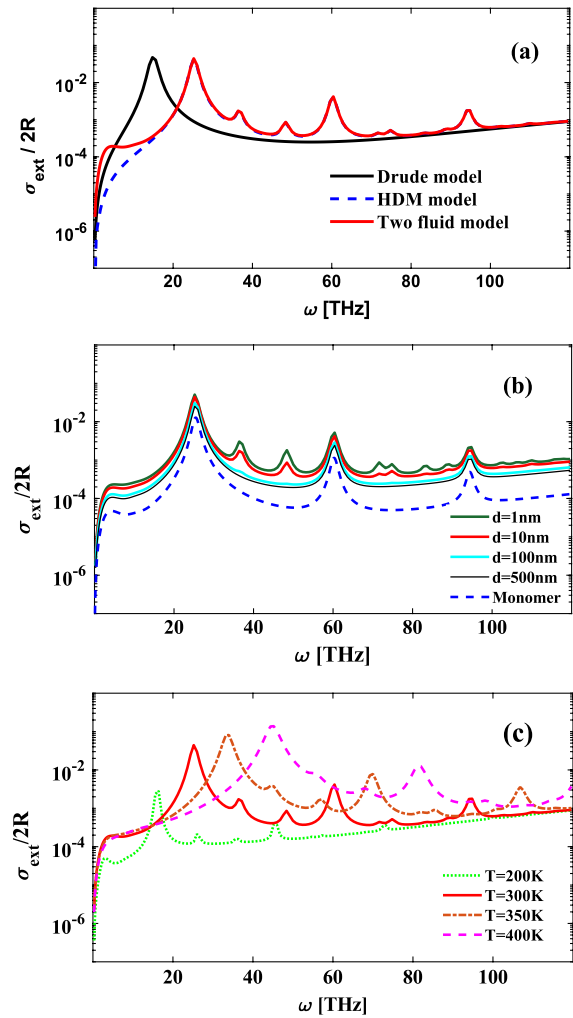 (a)
10⁻²
10⁻⁴
10⁻⁶
σext / 2R
Drude model
HDM model
Two fluid model
20 40 60 80 100
ω [THz]
(b)
10⁻²
10⁻⁴
10⁻⁶
σext/2R
d=1nm
d=10nm
d=100nm
d=500nm
Monomer
20 40 60 80 100
ω [THz]
(c)
10⁻²
10⁻⁴
10⁻⁶
σext/2R
T=200K
T=300K
T=350K
T=400K
20 40 60 80 100
ω [THz]